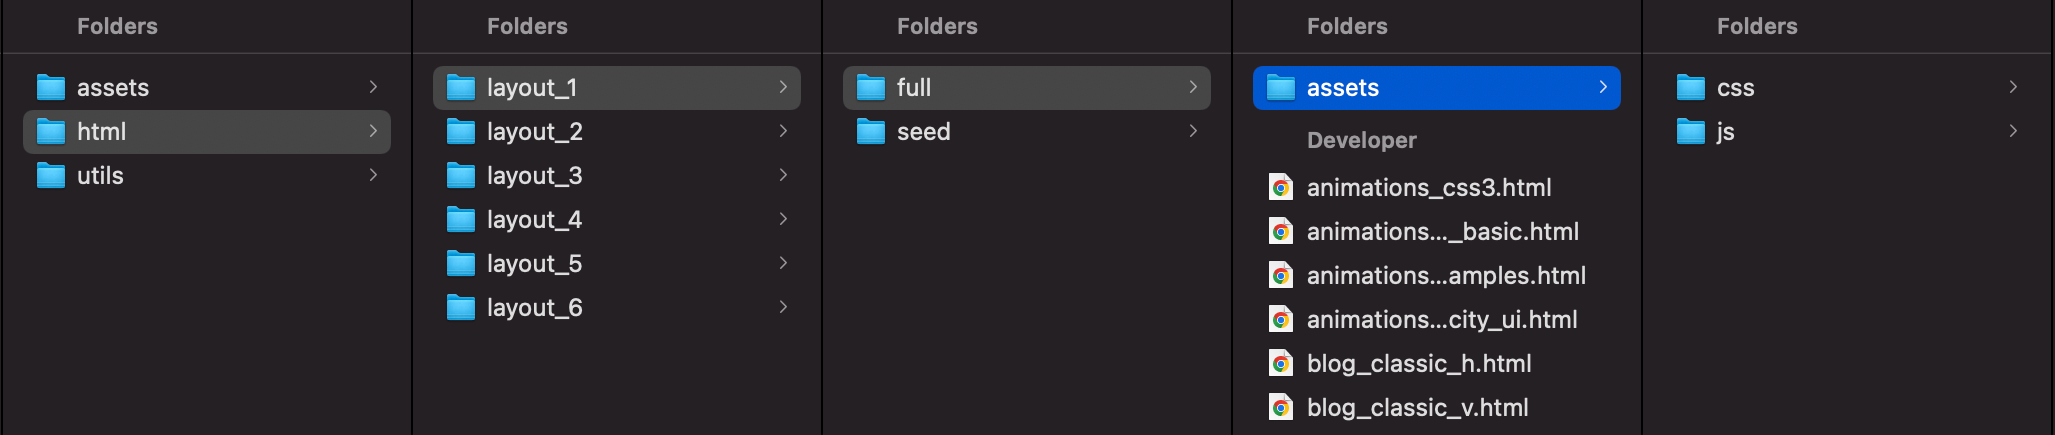 Folders
assets
html
utils
Folders
layout_1
layout_2
layout_3
layout_4
layout_5
layout_6
Folders
full
seed
Folders
assets
Developer
animations_css3.html
animations..._basic.html
animations...amples.html
animations...city_ui.html
blog_classic_h.html
blog_classic_v.html
Folders
css
js